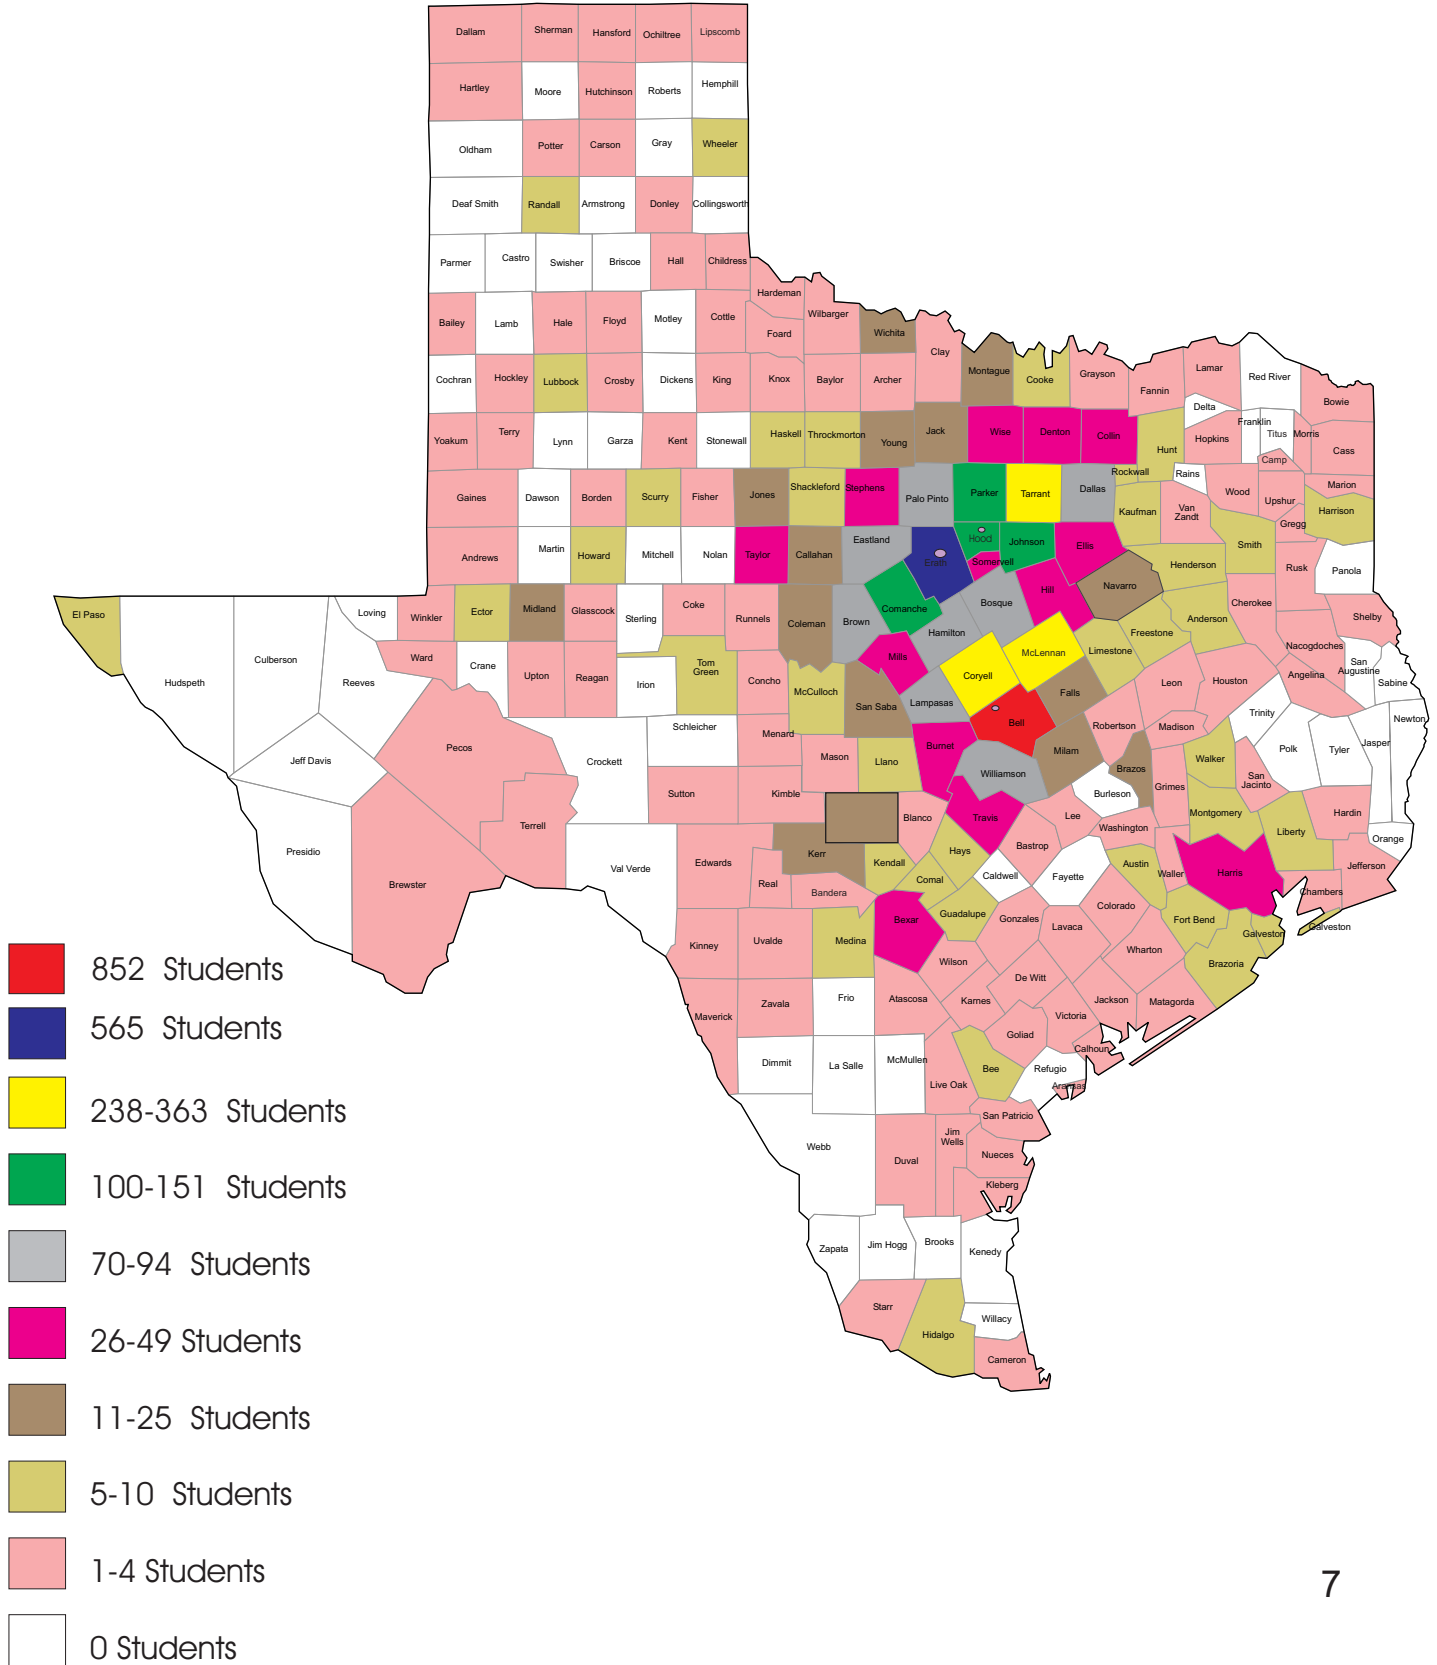 Dallam
Sherman
Hansford
Ochiltree
Lipscomb
Hartley
Moore
Hutchinson
Roberts
Hemphill
Oldham
Potter
Carson
Gray
Wheeler
Deaf Smith
Randall
Armstrong
Donley
Collingsworth
Parmer
Castro
Swisher
Briscoe
Hall
Childress
Hardeman
Bailey
Lamb
Hale
Floyd
Motley
Cottle
Foard
Wilbarger
Wichita
Clay
Montague
Cooke
Grayson
Fannin
Lamar
Red River
Bowie
Cochran
Hockley
Lubbock
Crosby
Dickens
King
Knox
Baylor
Archer
Delta
Franklin
Titus
Morris
Cass
Yoakum
Terry
Lynn
Garza
Kent
Stonewall
Haskell
Throckmorton
Young
Jack
Wise
Denton
Collin
Hunt
Hopkins
Camp
Rockwall
Rains
Marion
Gaines
Dawson
Borden
Scurry
Fisher
Jones
Shackleford
Stephens
Palo Pinto
Parker
Tarrant
Dallas
Kaufman
Van
Zandt
Wood
Upshur
Gregg
Harrison
Andrews
Martin
Howard
Mitchell
Nolan
Taylor
Callahan
Eastland
Erath
Hood
Somervell
Johnson
Ellis
Henderson
Smith
Rusk
Panola
El Paso
Loving
Winkler
Ector
Midland
Glasscock
Sterling
Coke
Runnels
Coleman
Brown
Comanche
Hamilton
Bosque
Hill
Navarro
Freestone
Anderson
Cherokee
Shelby
Hudspeth
Culberson
Reeves
Ward
Crane
Upton
Reagan
Irion
Tom
Green
Concho
McCulloch
Mills
Coryell
McLennan
Limestone
Leon
Houston
Nacogdoches
Angelina
San
Augustine
Sabine
Jeff Davis
Pecos
Crockett
Schleicher
Menard
San Saba
Lampasas
Bell
Falls
Robertson
Madison
Trinity
Polk
Tyler
Jasper
Newton
Presidio
Brewster
Terrell
Sutton
Kimble
Mason
Llano
Burnet
Williamson
Milam
Brazos
Burleson
Grimes
Walker
San
Jacinto
Hardin
Orange
Val Verde
Edwards
Kerr
Real
Bandera
Kendall
Blanco
Hays
Comal
Travis
Bastrop
Lee
Washington
Caldwell
Fayette
Austin
Waller
Montgomery
Harris
Liberty
Jefferson
Chambers
Galveston
Galveston
Kinney
Uvalde
Medina
Bexar
Guadalupe
Gonzales
Lavaca
Colorado
Wharton
Fort Bend
Brazoria
Maverick
Zavala
Frio
Atascosa
Wilson
Karnes
De Witt
Victoria
Jackson
Matagorda
Dimmit
La Salle
McMullen
Live Oak
Bee
Goliad
Refugio
Calhoun
Aransas
San Patricio
Webb
Duval
Jim
Wells
Nueces
Kleberg
Zapata
Jim Hogg
Brooks
Kenedy
Starr
Hidalgo
Willacy
Cameron
852 Students
565 Students
238-363 Students
100-151 Students
70-94 Students
26-49 Students
11-25 Students
5-10 Students
1-4 Students
0 Students
7